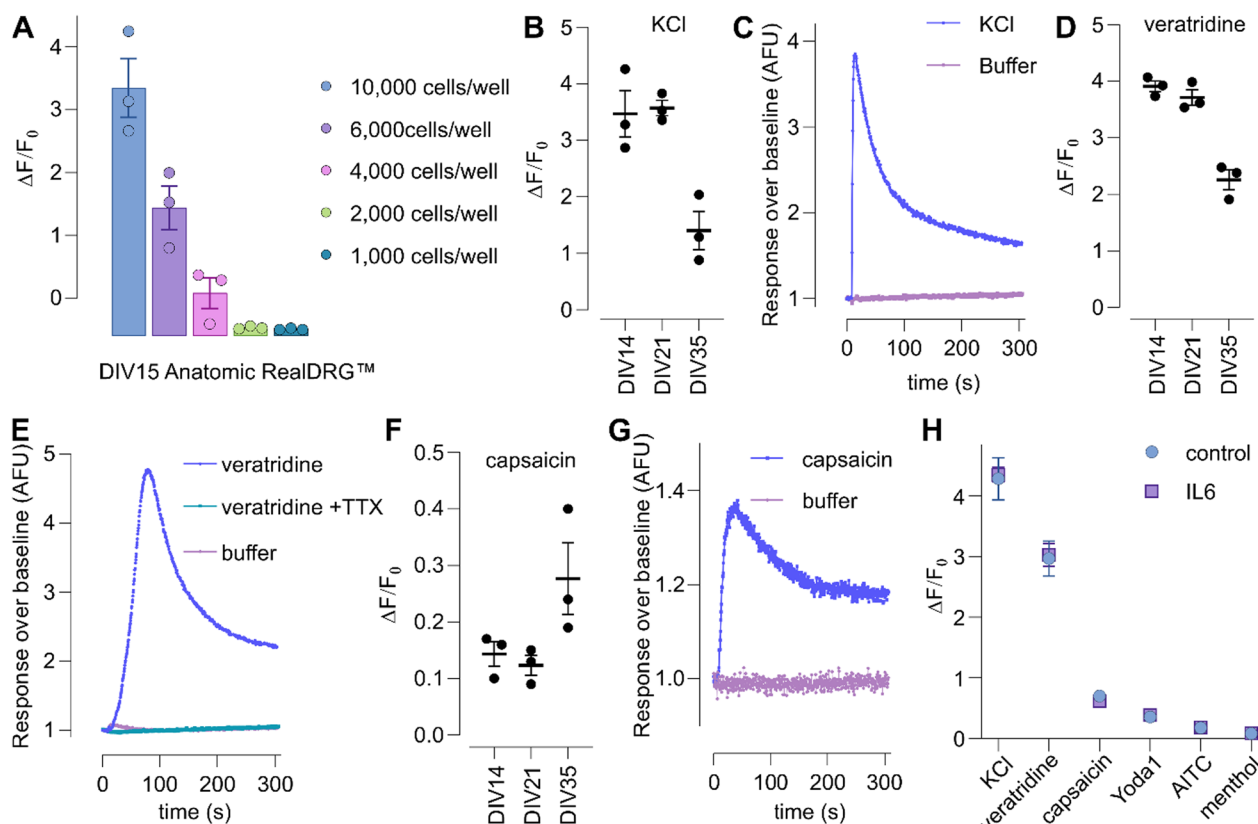 A
ΔF/F0
4
3
2
1
0
10,000 cells/well
6,000cells/well
4,000 cells/well
2,000 cells/well
1,000 cells/well
DIV15 Anatomic RealDRG™
B
KCl
ΔF/F0
5
4
3
2
1
0
DIV14
DIV21
DIV35
C
Response over baseline (AFU)
4
3
2
1
KCl
Buffer
0 100 200 300
time (s)
D
veratridine
ΔF/F0
5
4
3
2
1
0
DIV14
DIV21
DIV35
E
Response over baseline (AFU)
5
4
3
2
1
veratridine
veratridine +TTX
buffer
0 100 200 300
time (s)
F
capsaicin
ΔF/F0
0.5
0.4
0.3
0.2
0.1
0.0
DIV14
DIV21
DIV35
G
Response over baseline (AFU)
1.4
1.2
1.0
capsaicin
buffer
0 100 200 300
time (s)
H
ΔF/F0
4
3
2
1
0
control
IL6
KCl
veratridine
capsaicin
Yoda1
AITC
menthol